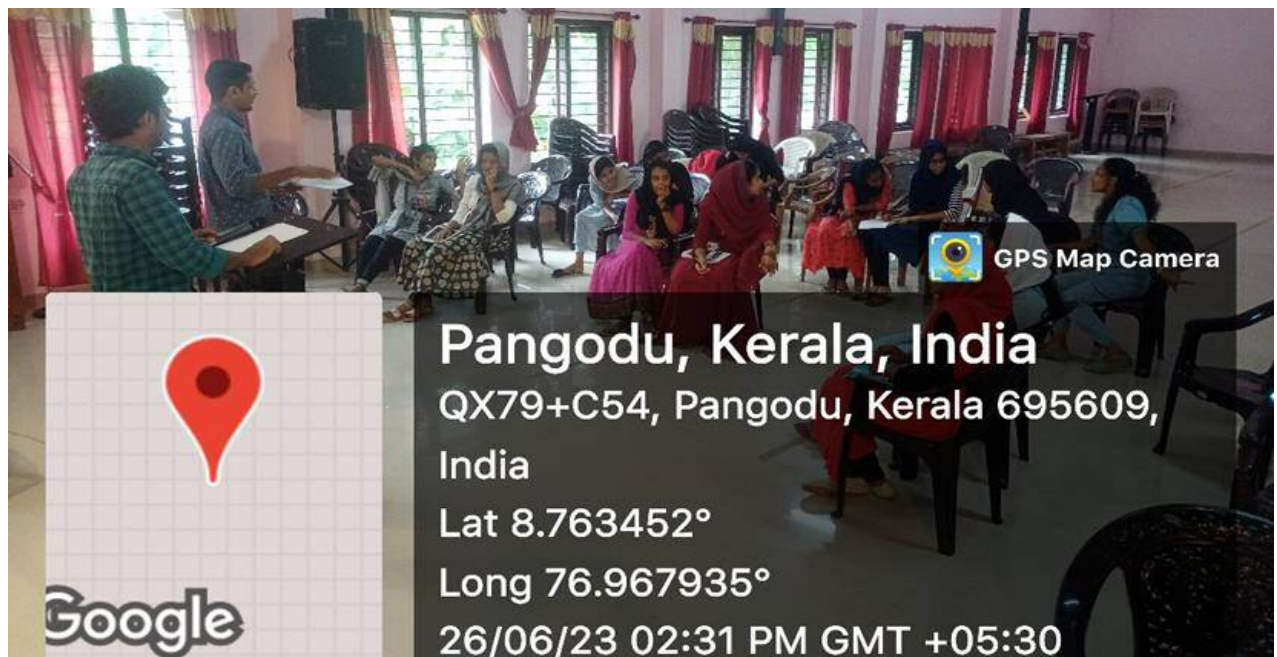 GPS Map Camera
Pangodu, Kerala, India
QX79+C54, Pangodu, Kerala 695609,
India
Lat 8.763452°
Long 76.967935°
26/06/23 02:31 PM GMT +05:30
Google